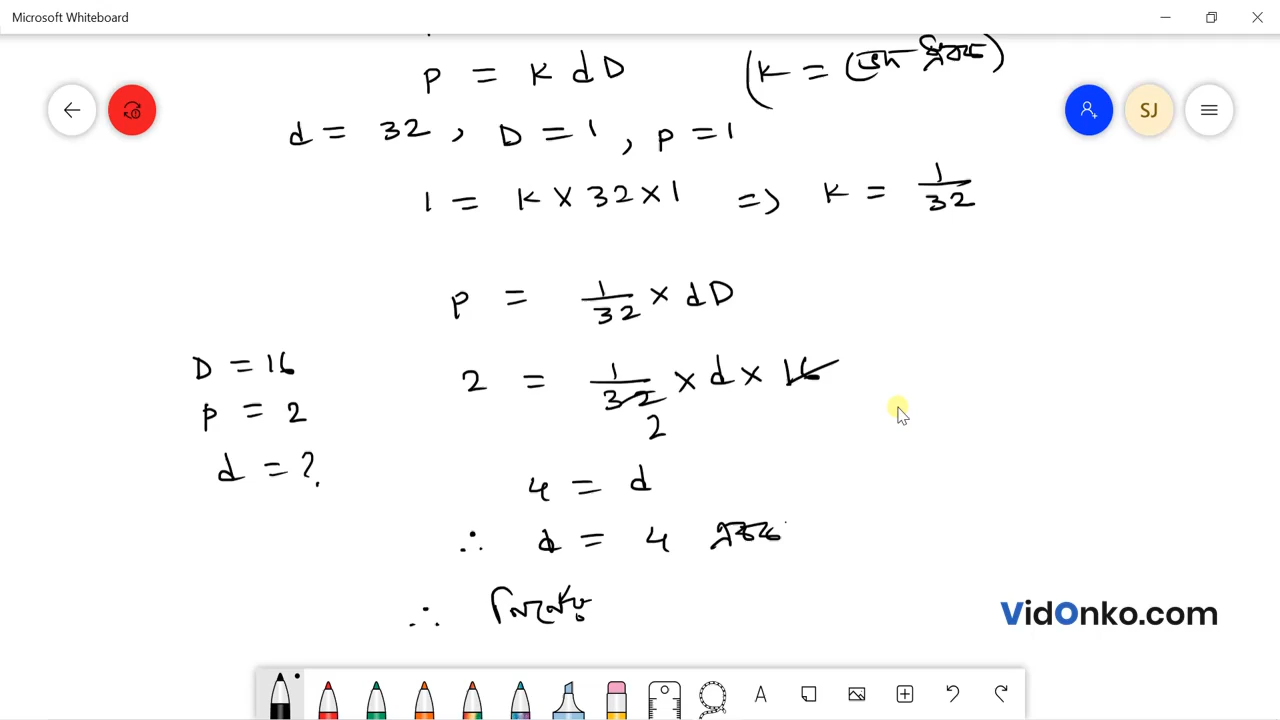 Microsoft Whiteboard
P = K d D (K =
d = 32, D = 1, P = 1
1 = K × 32 × 1 => K = 1/32
SJ
P = 1/32 × dD
D = 16
2 = 1/32 × d × 16
P = 2
2
d = ?
4 = d
∴ d = 4
∴
VidOnko.com
A